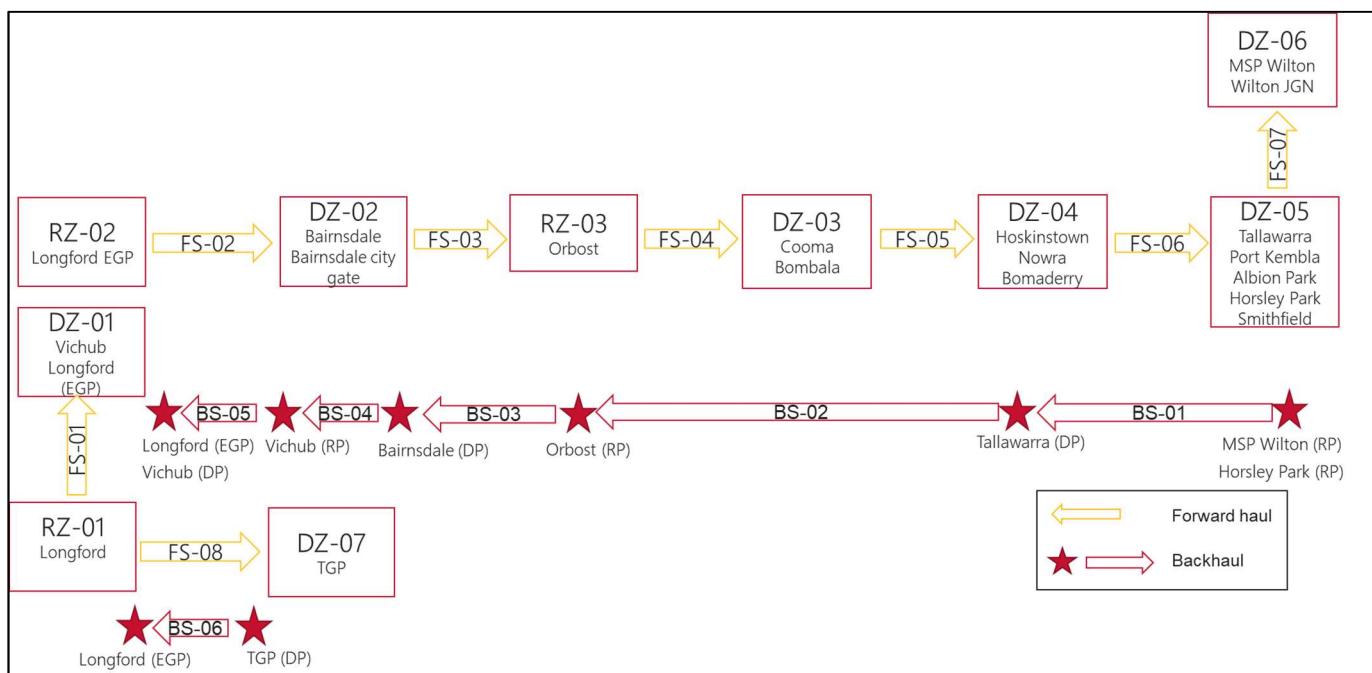 DZ-06
MSP Wilton
Wilton JGN
FS-07
RZ-02
Longford EGP
FS-02
DZ-02
Bairnsdale
Bairnsdale city
gate
FS-03
RZ-03
Orbost
FS-04
DZ-03
Cooma
Bombala
FS-05
DZ-04
Hoskinstown
Nowra
Bomaderry
FS-06
DZ-05
Tallawarra
Port Kembla
Albion Park
Horsley Park
Smithfield
DZ-01
Vichub
Longford
(EGP)
FS-01
BS-05
BS-04
BS-03
BS-02
BS-01
Longford (EGP)
Vichub (DP)
Vichub (RP)
Bairnsdale (DP)
Orbost (RP)
Tallawarra (DP)
MSP Wilton (RP)
Horsley Park (RP)
RZ-01
Longford
FS-08
DZ-07
TGP
Forward haul
Backhaul
BS-06
Longford (EGP)
TGP (DP)